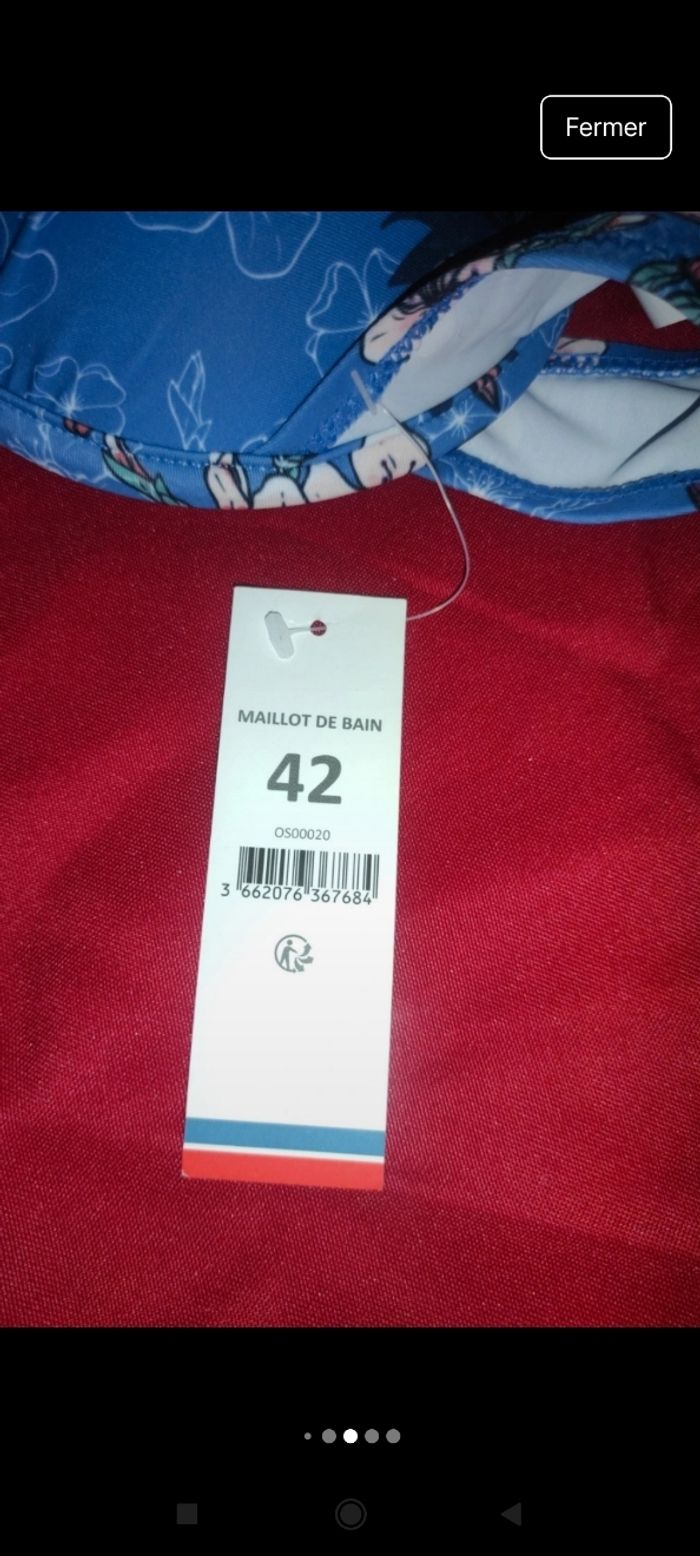 Fermer
MAILLOT DE BAIN
42
OS00020
3 662076 367684